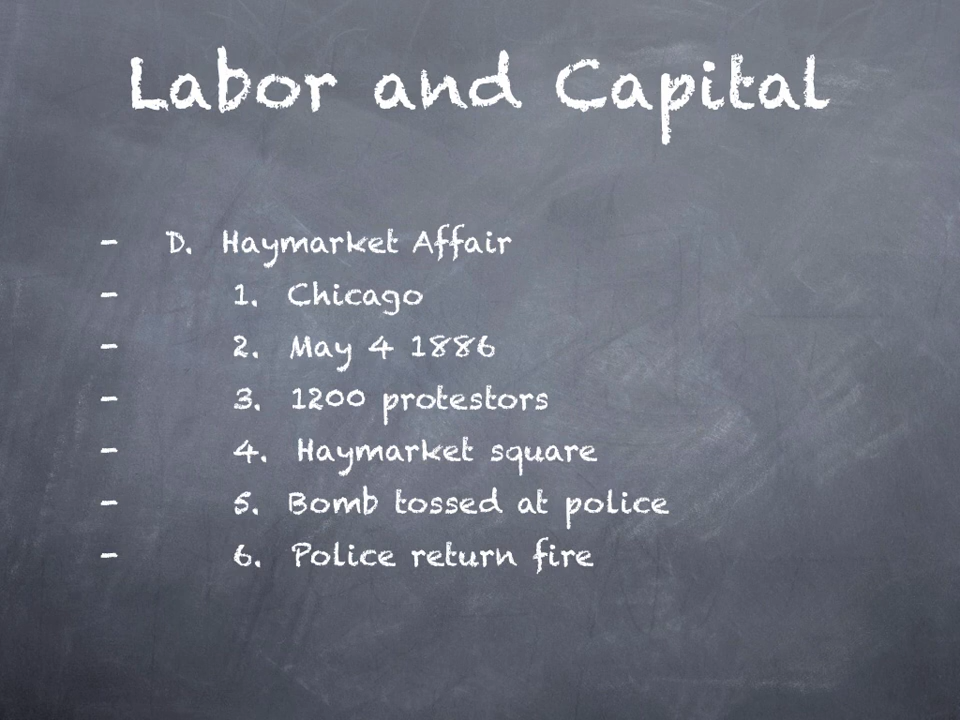 Labor and Capital
- D. Haymarket Affair
- 1. Chicago
- 2. May 4 1886
- 3. 1200 protestors
- 4. Haymarket square
- 5. Bomb tossed at police
- 6. Police return fire